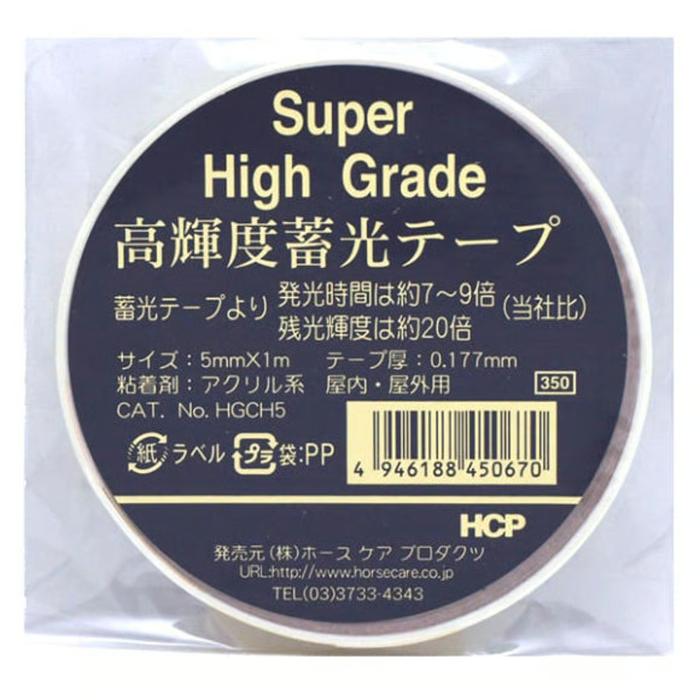 Super
High Grade
高輝度蓄光テープ
蓄光テープより 発光時間は約7〜9倍 (当社比)
残光輝度は約20倍
サイズ：5mmX1m テープ厚：0.177mm
粘着剤：アクリル系 屋内・屋外用 350
CAT. No. HGCH5
紙 ラベル プラ 袋:PP
4 946188 450670
HCP
発売元 (株)ホース ケア プロダクツ
URL:http://www.horsecare.co.jp
TEL(03)3733-4343